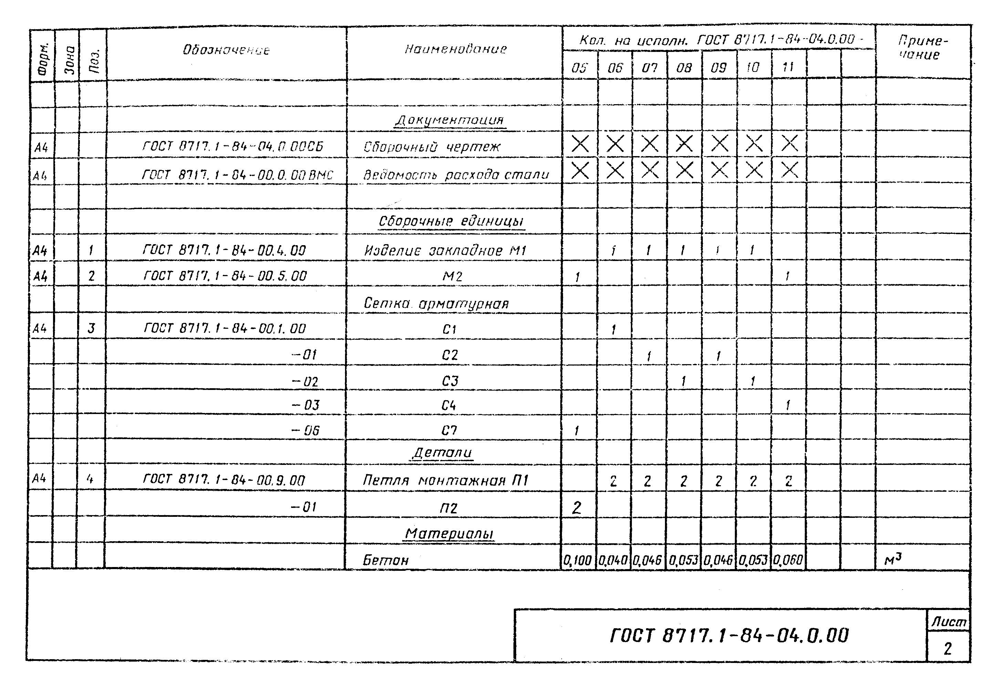 Форм.
Зона
Поз.
Обозначение
Наименование
Кол. на исполн. ГОСТ 8717.1-84-04.0.00-
Приме-
чание
05 06 07 08 09 10 11
Документация
А4 ГОСТ 8717.1-84-04.0.00СБ Сборочный чертеж X X X X X X X
А4 ГОСТ 8717.1-84-00.0.00ВМС Ведомость расхода стали X X X X X X X
Сборочные единицы
А4 1 ГОСТ 8717.1-84-00.4.00 Изделие закладное М1 1 1 1 1 1
А4 2 ГОСТ 8717.1-84-00.5.00 М2 1 1
Сетка арматурная
А4 3 ГОСТ 8717.1-84-00.1.00 С1 1
-01 С2 1 1
-02 С3 1 1
-03 С4 1
-06 С7 1
Детали
А4 4 ГОСТ 8717.1-84-00.9.00 Петля монтажная П1 2 2 2 2 2 2
-01 П2 2
Материалы
Бетон 0,100 0,040 0,046 0,053 0,046 0,053 0,060 м³
ГОСТ 8717.1-84-04.0.00
Лист
2